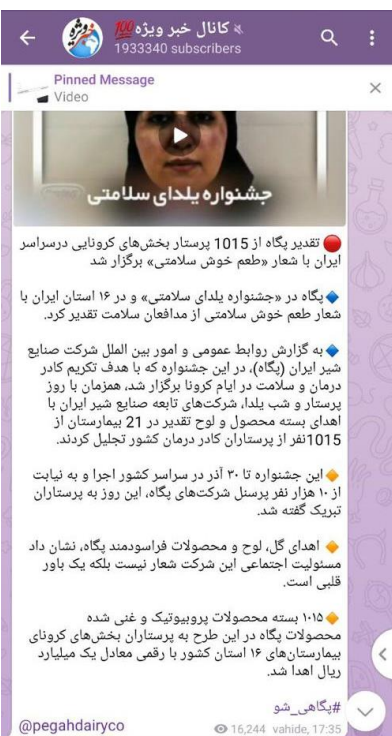 کانال خبر ویژه💯
1933340 subscribers
Pinned Message
Video
جشنواره یلدای سلامتی
🔴 تقدیر پگاه از 1015 پرستار بخش‌های کرونایی درسراسر
ایران با شعار «طعم خوش سلامتی» برگزار شد
🔹پگاه در «جشنواره یلدای سلامتی» و در ۱۶ استان ایران با
شعار طعم خوش سلامتی از مدافعان سلامت تقدیر کرد.
🔹به گزارش روابط عمومی و امور بین الملل شرکت صنایع
شیر ایران (پگاه)، در این جشنواره که با هدف تکریم کادر
درمان و سلامت در ایام کرونا برگزار شد، همزمان با روز
پرستار و شب یلدا، شرکت‌های تابعه صنایع شیر ایران با
اهدای بسته محصول و لوح تقدیر در 21 بیمارستان از
1015نفر از پرستاران کادر درمان کشور تجلیل کردند.
🔸این جشنواره تا ۳۰ آذر در سراسر کشور اجرا و به نیابت
از ۱۰ هزار نفر پرسنل شرکت‌های پگاه، این روز به پرستاران
تبریک گفته شد.
🔸 اهدای گل، لوح و محصولات فراسودمند پگاه، نشان داد
مسئولیت اجتماعی این شرکت شعار نیست بلکه یک باور
قلبی است.
🔸 ۱۰۱۵ بسته محصولات پروبیوتیک و غنی شده
محصولات پگاه در این طرح به پرستاران بخش‌های کرونای
بیمارستان‌های ۱۶ استان کشور با رقمی معادل یک میلیارد
ریال اهدا شد.
#پگاهی_شو
@pegahdairyco
16,244 vahide, 17:35